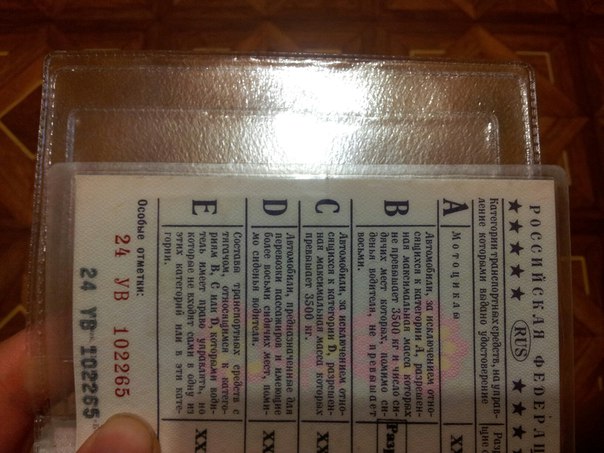 РОССИЙСКАЯ ФЕДЕРАЦ
★ ★ ★ ★ ★ RUS ★ ★ ★
Категории транспортных средств, на управ-
ление которыми выдано удостоверение
A
Мотоциклы
XX
B
Автомобили, за исключением отно-
сящихся к категории А, разрешен-
ная максимальная масса которых
не превышает 3500 кг и число си-
дячих мест которых, помимо си-
денья водителя, не превышает
восьми.
Раз
C
Автомобили, за исключением отно-
сящихся к категории D, разрешен-
ная максимальная масса которых
превышает 3500 кг.
D
Автомобили, предназначенные для
перевозки пассажиров и имеющие
более восьми сидячих мест, поми-
мо сиденья водителя.
XX
E
Составы транспортных средств с
тягачом, относящимся к катего-
риям В, С или D, которыми води-
тель имеет право управлять, но
которые не входят сами в одну из
этих категорий или в эти кате-
гории.
XX
Особые отметки:
24 УВ 102265
24 УВ 102265